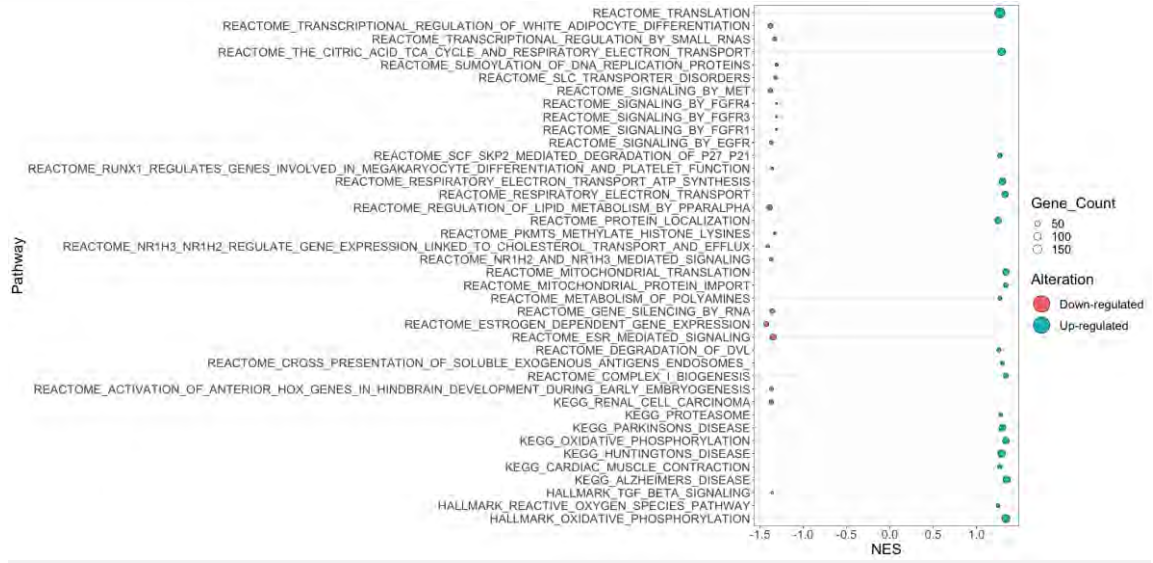 REACTOME_TRANSLATION
REACTOME_TRANSCRIPTIONAL_REGULATION_OF_WHITE_ADIPOCYTE_DIFFERENTIATION
REACTOME_TRANSCRIPTIONAL_REGULATION_BY_SMALL_RNAS
REACTOME_THE_CITRIC_ACID_TCA_CYCLE_AND_RESPIRATORY_ELECTRON_TRANSPORT
REACTOME_SUMOYLATION_OF_DNA_REPLICATION_PROTEINS
REACTOME_SLC_TRANSPORTER_DISORDERS
REACTOME_SIGNALING_BY_MET
REACTOME_SIGNALING_BY_FGFR4
REACTOME_SIGNALING_BY_FGFR3
REACTOME_SIGNALING_BY_FGFR1
REACTOME_SIGNALING_BY_EGFR
REACTOME_SCF_SKP2_MEDIATED_DEGRADATION_OF_P27_P21
REACTOME_RUNX1_REGULATES_GENES_INVOLVED_IN_MEGAKARYOCYTE_DIFFERENTIATION_AND_PLATELET_FUNCTION
REACTOME_RESPIRATORY_ELECTRON_TRANSPORT_ATP_SYNTHESIS
REACTOME_RESPIRATORY_ELECTRON_TRANSPORT
REACTOME_REGULATION_OF_LIPID_METABOLISM_BY_PPARALPHA
REACTOME_PROTEIN_LOCALIZATION
REACTOME_PKMTS_METHYLATE_HISTONE_LYSINES
REACTOME_NR1H3_NR1H2_REGULATE_GENE_EXPRESSION_LINKED_TO_CHOLESTEROL_TRANSPORT_AND_EFFLUX
REACTOME_NR1H2_AND_NR1H3_MEDIATED_SIGNALING
REACTOME_MITOCHONDRIAL_TRANSLATION
REACTOME_MITOCHONDRIAL_PROTEIN_IMPORT
REACTOME_METABOLISM_OF_POLYAMINES
REACTOME_GENE_SILENCING_BY_RNA
REACTOME_ESTROGEN_DEPENDENT_GENE_EXPRESSION
REACTOME_ESR_MEDIATED_SIGNALING
REACTOME_DEGRADATION_OF_DVL
REACTOME_CROSS_PRESENTATION_OF_SOLUBLE_EXOGENOUS_ANTIGENS_ENDOSOMES_
REACTOME_COMPLEX_I_BIOGENESIS
REACTOME_ACTIVATION_OF_ANTERIOR_HOX_GENES_IN_HINDBRAIN_DEVELOPMENT_DURING_EARLY_EMBRYOGENESIS
KEGG_RENAL_CELL_CARCINOMA
KEGG_PROTEASOME
KEGG_PARKINSONS_DISEASE
KEGG_OXIDATIVE_PHOSPHORYLATION
KEGG_HUNTINGTONS_DISEASE
KEGG_CARDIAC_MUSCLE_CONTRACTION
KEGG_ALZHEIMERS_DISEASE
HALLMARK_TGF_BETA_SIGNALING
HALLMARK_REACTIVE_OXYGEN_SPECIES_PATHWAY
HALLMARK_OXIDATIVE_PHOSPHORYLATION
Pathway
-1.5 -1.0 -0.5 0.0 0.5 1.0
NES
Gene_Count
50
100
150
Alteration
Down-regulated
Up-regulated